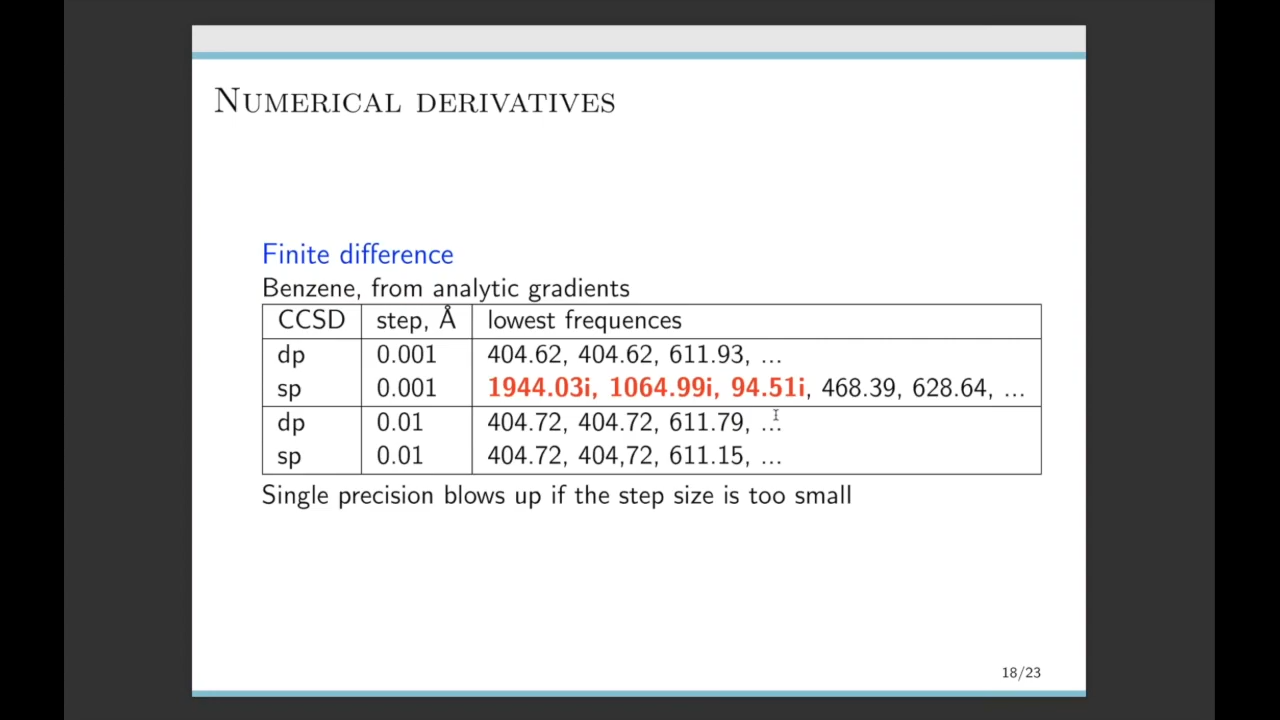 Numerical derivatives
Finite difference
Benzene, from analytic gradients
CCSD step, Å lowest frequences
dp 0.001 404.62, 404.62, 611.93, ...
sp 0.001 1944.03i, 1064.99i, 94.51i, 468.39, 628.64, ...
dp 0.01 404.72, 404.72, 611.79, ...
sp 0.01 404.72, 404,72, 611.15, ...
Single precision blows up if the step size is too small
18/23